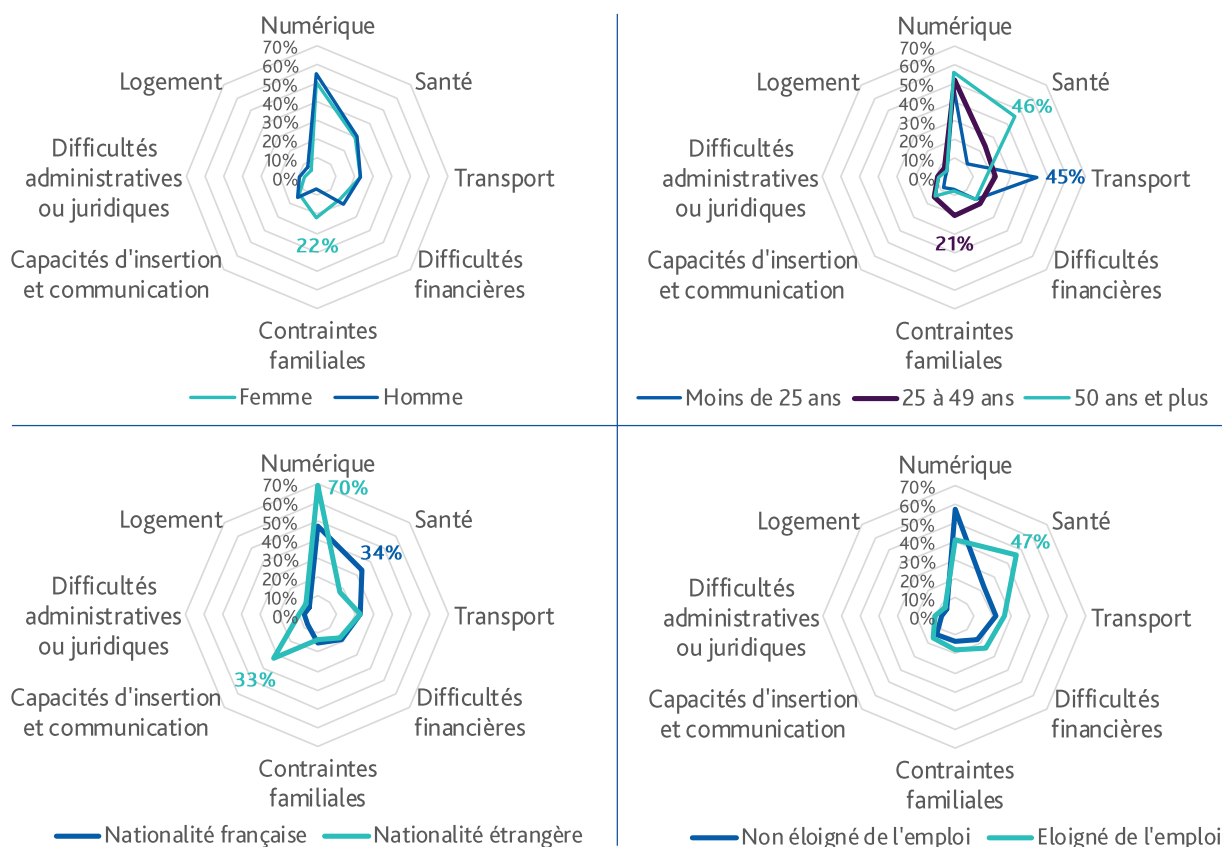 Numérique
70%
60%
50%
40%
30%
20%
10%
0%
Logement
Santé
Difficultés
administratives
ou juridiques
Transport
22%
Capacités d'insertion
et communication
Difficultés
financières
Contraintes
familiales
Femme
Homme
Numérique
70%
60%
50%
40%
30%
20%
10%
0%
Logement
Santé
46%
Difficultés
administratives
ou juridiques
45%
Transport
21%
Capacités d'insertion
et communication
Difficultés
financières
Contraintes
familiales
Moins de 25 ans
25 à 49 ans
50 ans et plus
Numérique
70%
70%
60%
50%
40%
30%
20%
10%
0%
Logement
Santé
34%
Difficultés
administratives
ou juridiques
Transport
33%
Capacités d'insertion
et communication
Difficultés
financières
Contraintes
familiales
Nationalité française
Nationalité étrangère
Numérique
70%
60%
50%
40%
30%
20%
10%
0%
Logement
Santé
47%
Difficultés
administratives
ou juridiques
Transport
Capacités d'insertion
et communication
Difficultés
financières
Contraintes
familiales
Non éloigné de l'emploi
Eloigné de l'emploi